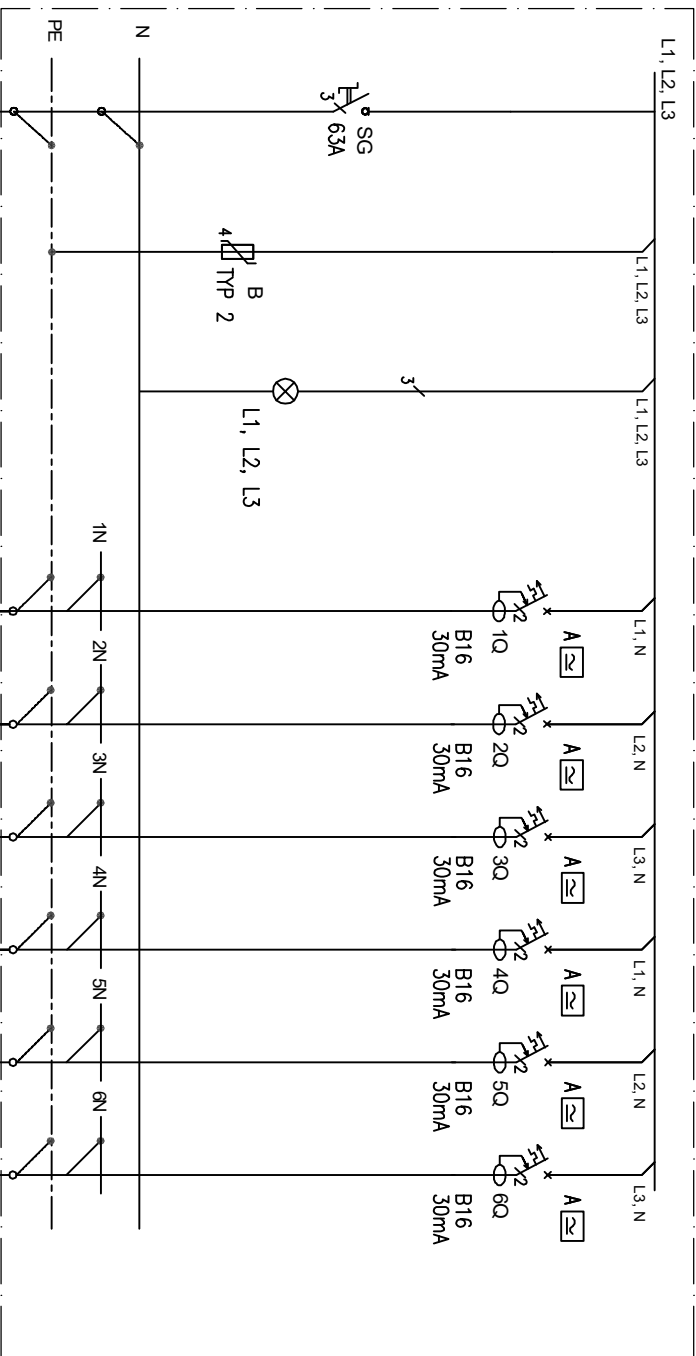 L1, L2, L3
SG
3
63A
N
PE
L1, L2, L3
B
4
TYP 2
L1, L2, L3
3
L1, L2, L3
L1, N
A
1Q
2
B16
30mA
1N
L2, N
A
2Q
2
B16
30mA
2N
L3, N
A
3Q
2
B16
30mA
3N
L1, N
A
4Q
2
B16
30mA
4N
L2, N
A
5Q
2
B16
30mA
5N
L3, N
A
6Q
2
B16
30mA
6N